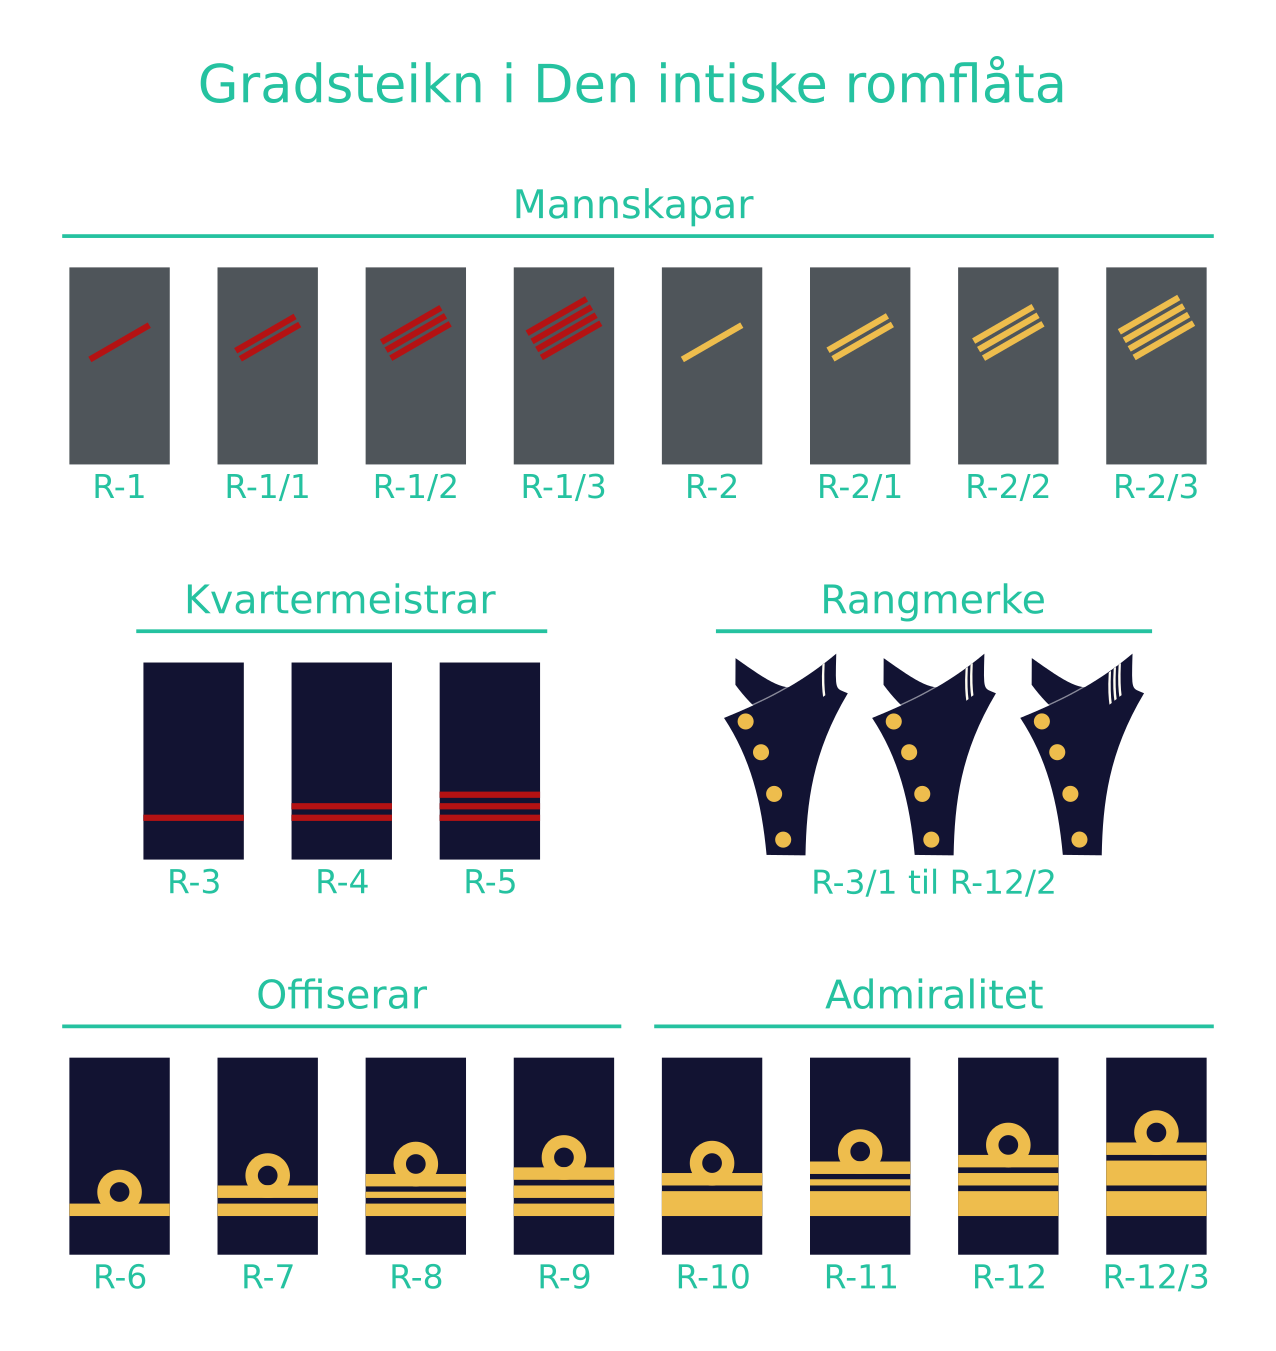 Gradsteikn i Den intiske romflåta
Mannskapar
R-1 R-1/1 R-1/2 R-1/3 R-2 R-2/1 R-2/2 R-2/3
Kvartermeistrar Rangmerke
R-3 R-4 R-5 R-3/1 til R-12/2
Offiserar Admiralitet
R-6 R-7 R-8 R-9 R-10 R-11 R-12 R-12/3